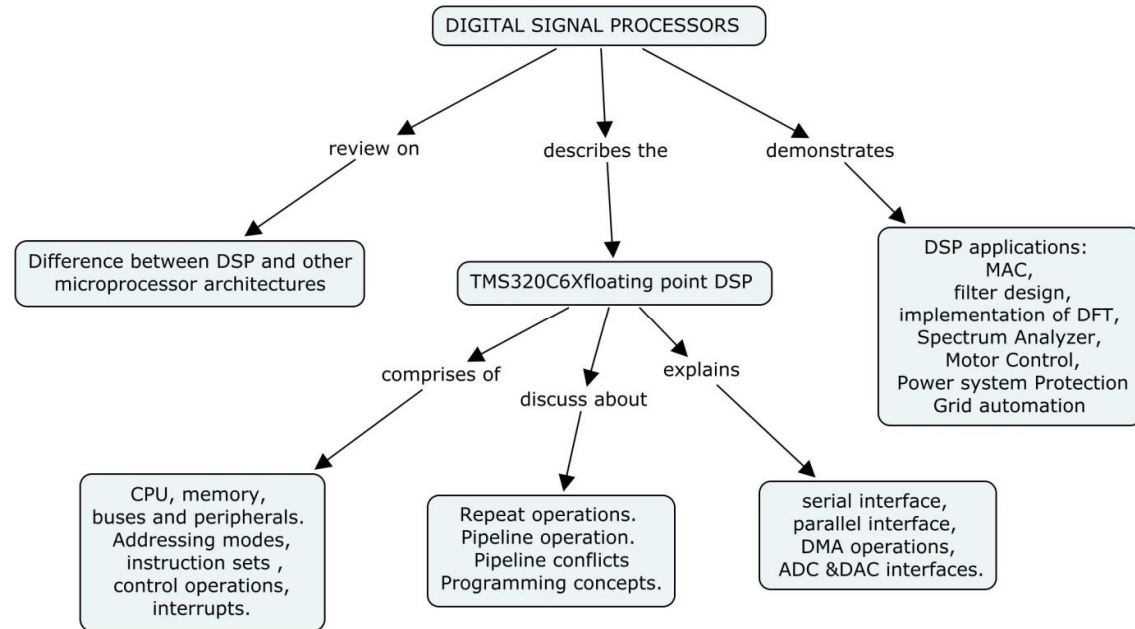 DIGITAL SIGNAL PROCESSORS
review on
describes the
demonstrates
Difference between DSP and other
microprocessor architectures
TMS320C6Xfloating point DSP
DSP applications:
MAC,
filter design,
implementation of DFT,
Spectrum Analyzer,
Motor Control,
Power system Protection
Grid automation
comprises of
discuss about
explains
CPU, memory,
buses and peripherals.
Addressing modes,
instruction sets ,
control operations,
interrupts.
Repeat operations.
Pipeline operation.
Pipeline conflicts
Programming concepts.
serial interface,
parallel interface,
DMA operations,
ADC &DAC interfaces.